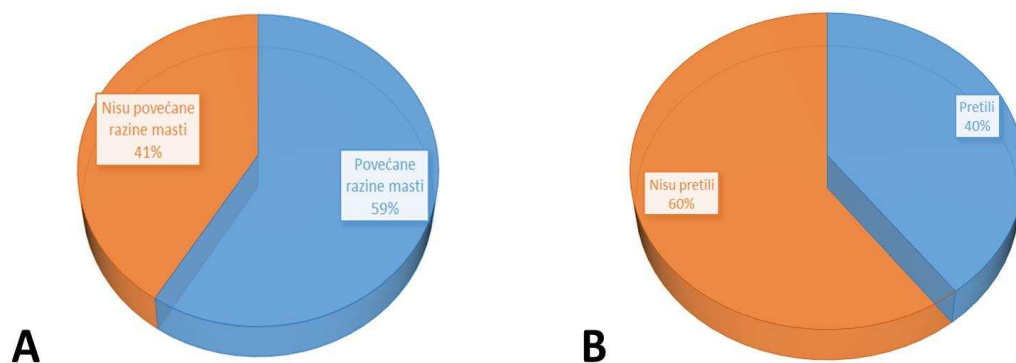 Nisu povećane
razine masti
41%
Povećane
razine masti
59%
A
Pretili
40%
Nisu pretili
60%
B